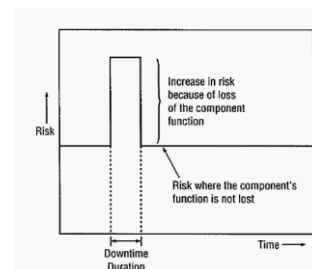 Increase in risk
because of loss
of the component
function
Risk
Risk where the component's
function is not lost
Time
Downtime
Duration